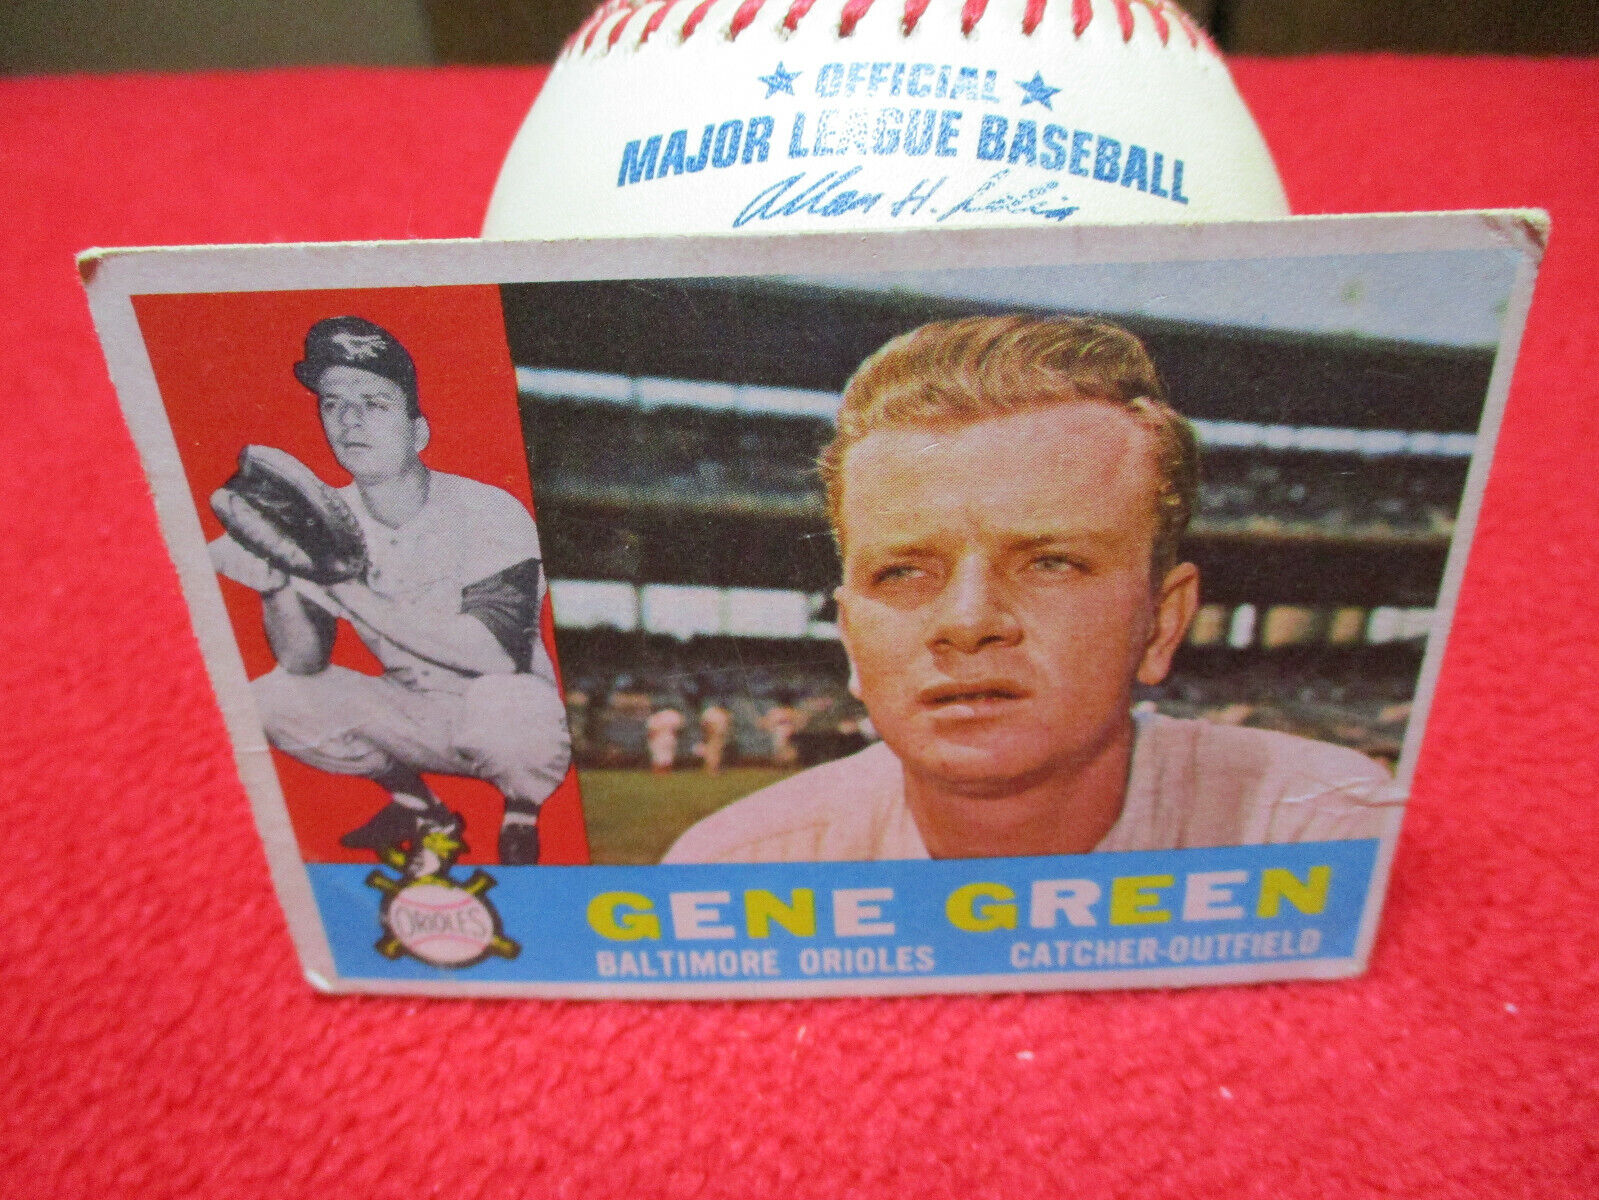 ★ OFFICIAL ★
MAJOR LEAGUE BASEBALL
Allan H. Selig
GENE GREEN
BALTIMORE ORIOLES CATCHER-OUTFIELD
ORIOLES